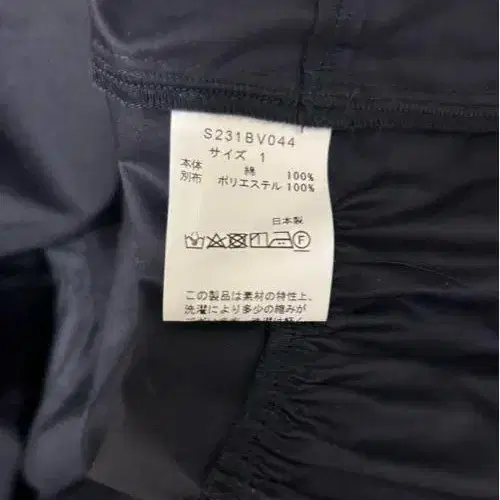 S231BV044
サイズ 1
本体 綿 100%
別布 ポリエステル 100%
日本製
この製品は素材の特性上、
洗濯により多少の縮みが